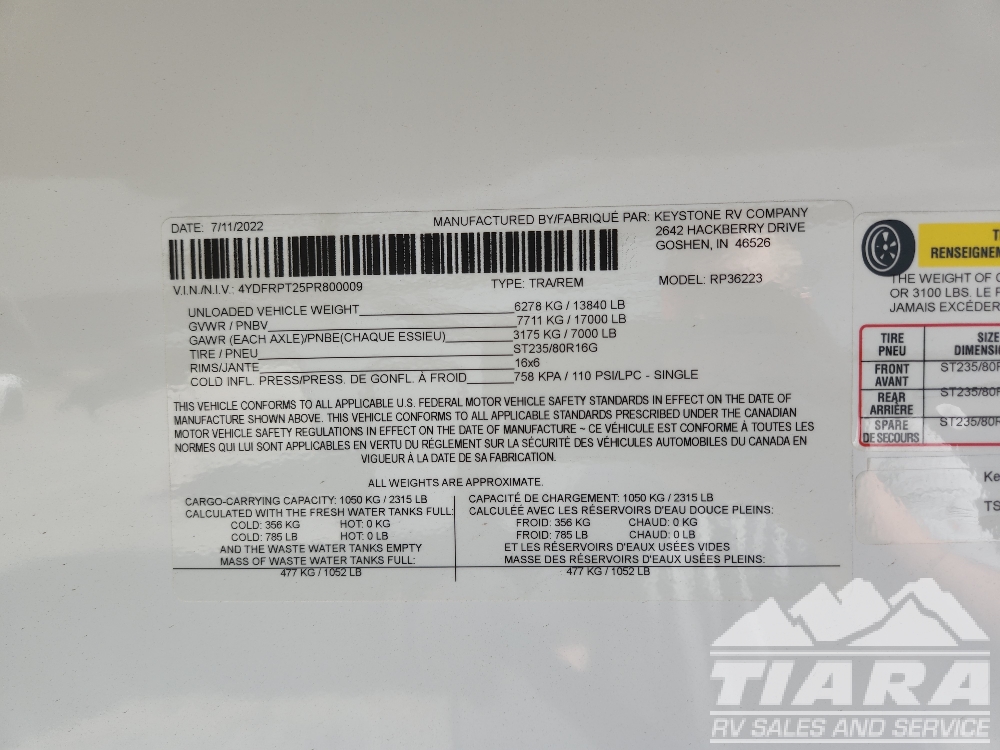 DATE: 7/11/2022
MANUFACTURED BY/FABRIQUÉ PAR: KEYSTONE RV COMPANY
2642 HACKBERRY DRIVE
GOSHEN, IN 46526
V.I.N./N.I.V.: 4YDFRPT25PR800009
TYPE: TRA/REM
MODEL: RP36223
UNLOADED VEHICLE WEIGHT 6278 KG / 13840 LB
GVWR / PNBV 7711 KG / 17000 LB
GAWR (EACH AXLE)/PNBE(CHAQUE ESSIEU) 3175 KG / 7000 LB
TIRE / PNEU ST235/80R16G
RIMS/JANTE 16x6
COLD INFL. PRESS/PRESS. DE GONFL. À FROID 758 KPA / 110 PSI/LPC - SINGLE
THIS VEHICLE CONFORMS TO ALL APPLICABLE U.S. FEDERAL MOTOR VEHICLE SAFETY STANDARDS IN EFFECT ON THE DATE OF
MANUFACTURE SHOWN ABOVE. THIS VEHICLE CONFORMS TO ALL APPLICABLE STANDARDS PRESCRIBED UNDER THE CANADIAN
MOTOR VEHICLE SAFETY REGULATIONS IN EFFECT ON THE DATE OF MANUFACTURE ~ CE VÉHICULE EST CONFORME À TOUTES LES
NORMES QUI LUI SONT APPLICABLES EN VERTU DU RÉGLEMENT SUR LA SÉCURITÉ DES VÉHICULES AUTOMOBILES DU CANADA EN
VIGUEUR À LA DATE DE SA FABRICATION.
ALL WEIGHTS ARE APPROXIMATE.
CARGO-CARRYING CAPACITY: 1050 KG / 2315 LB
CALCULATED WITH THE FRESH WATER TANKS FULL:
COLD: 356 KG HOT: 0 KG
COLD: 785 LB HOT: 0 LB
AND THE WASTE WATER TANKS EMPTY
MASS OF WASTE WATER TANKS FULL:
477 KG / 1052 LB
CAPACITÉ DE CHARGEMENT: 1050 KG / 2315 LB
CALCULÉE AVEC LES RÉSERVOIRS D'EAU DOUCE PLEINS:
FROID: 356 KG CHAUD: 0 KG
FROID: 785 LB CHAUD: 0 LB
ET LES RÉSERVOIRS D'EAUX USÉES VIDES
MASSE DES RÉSERVOIRS D'EAUX USÉES PLEINS:
477 KG / 1052 LB
RENSEIGNEM
THE WEIGHT OF
OR 3100 LBS. LE
JAMAIS EXCÉDER
TIRE SIZE
PNEU DIMENSI
FRONT ST235/80R
AVANT
REAR ST235/80R
ARRIÈRE
SPARE ST235/80R
DE SECOURS
Ke
TS
TIARA
RV SALES AND SERVICE